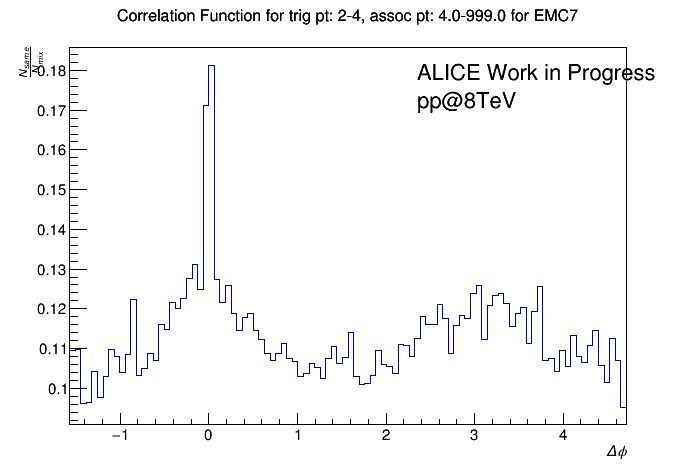 Correlation Function for trig pt: 2-4, assoc pt: 4.0-999.0 for EMC7
N_same
N_mix
ALICE Work in Progress
pp@8TeV
0.18
0.17
0.16
0.15
0.14
0.13
0.12
0.11
0.1
−1 0 1 2 3 4
Δϕ